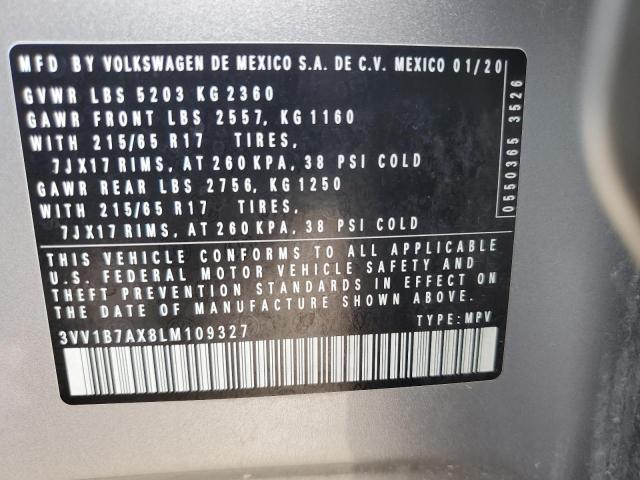 MFD BY VOLKSWAGEN DE MEXICO S.A. DE C.V. MEXICO 01/20
GVWR LBS 5203 KG 2360
GAWR FRONT LBS 2557, KG 1160
WITH 215/65 R17 TIRES,
7JX17 RIMS, AT 260 KPA, 38 PSI COLD
GAWR REAR LBS 2756, KG 1250
WITH 215/65 R17 TIRES,
7JX17 RIMS, AT 260 KPA, 38 PSI COLD
0550365 3526
THIS VEHICLE CONFORMS TO ALL APPLICABLE
U.S. FEDERAL MOTOR VEHICLE SAFETY AND
THEFT PREVENTION STANDARDS IN EFFECT ON
THE DATE OF MANUFACTURE SHOWN ABOVE.
3VV1B7AX8LM109327 TYPE: MPV